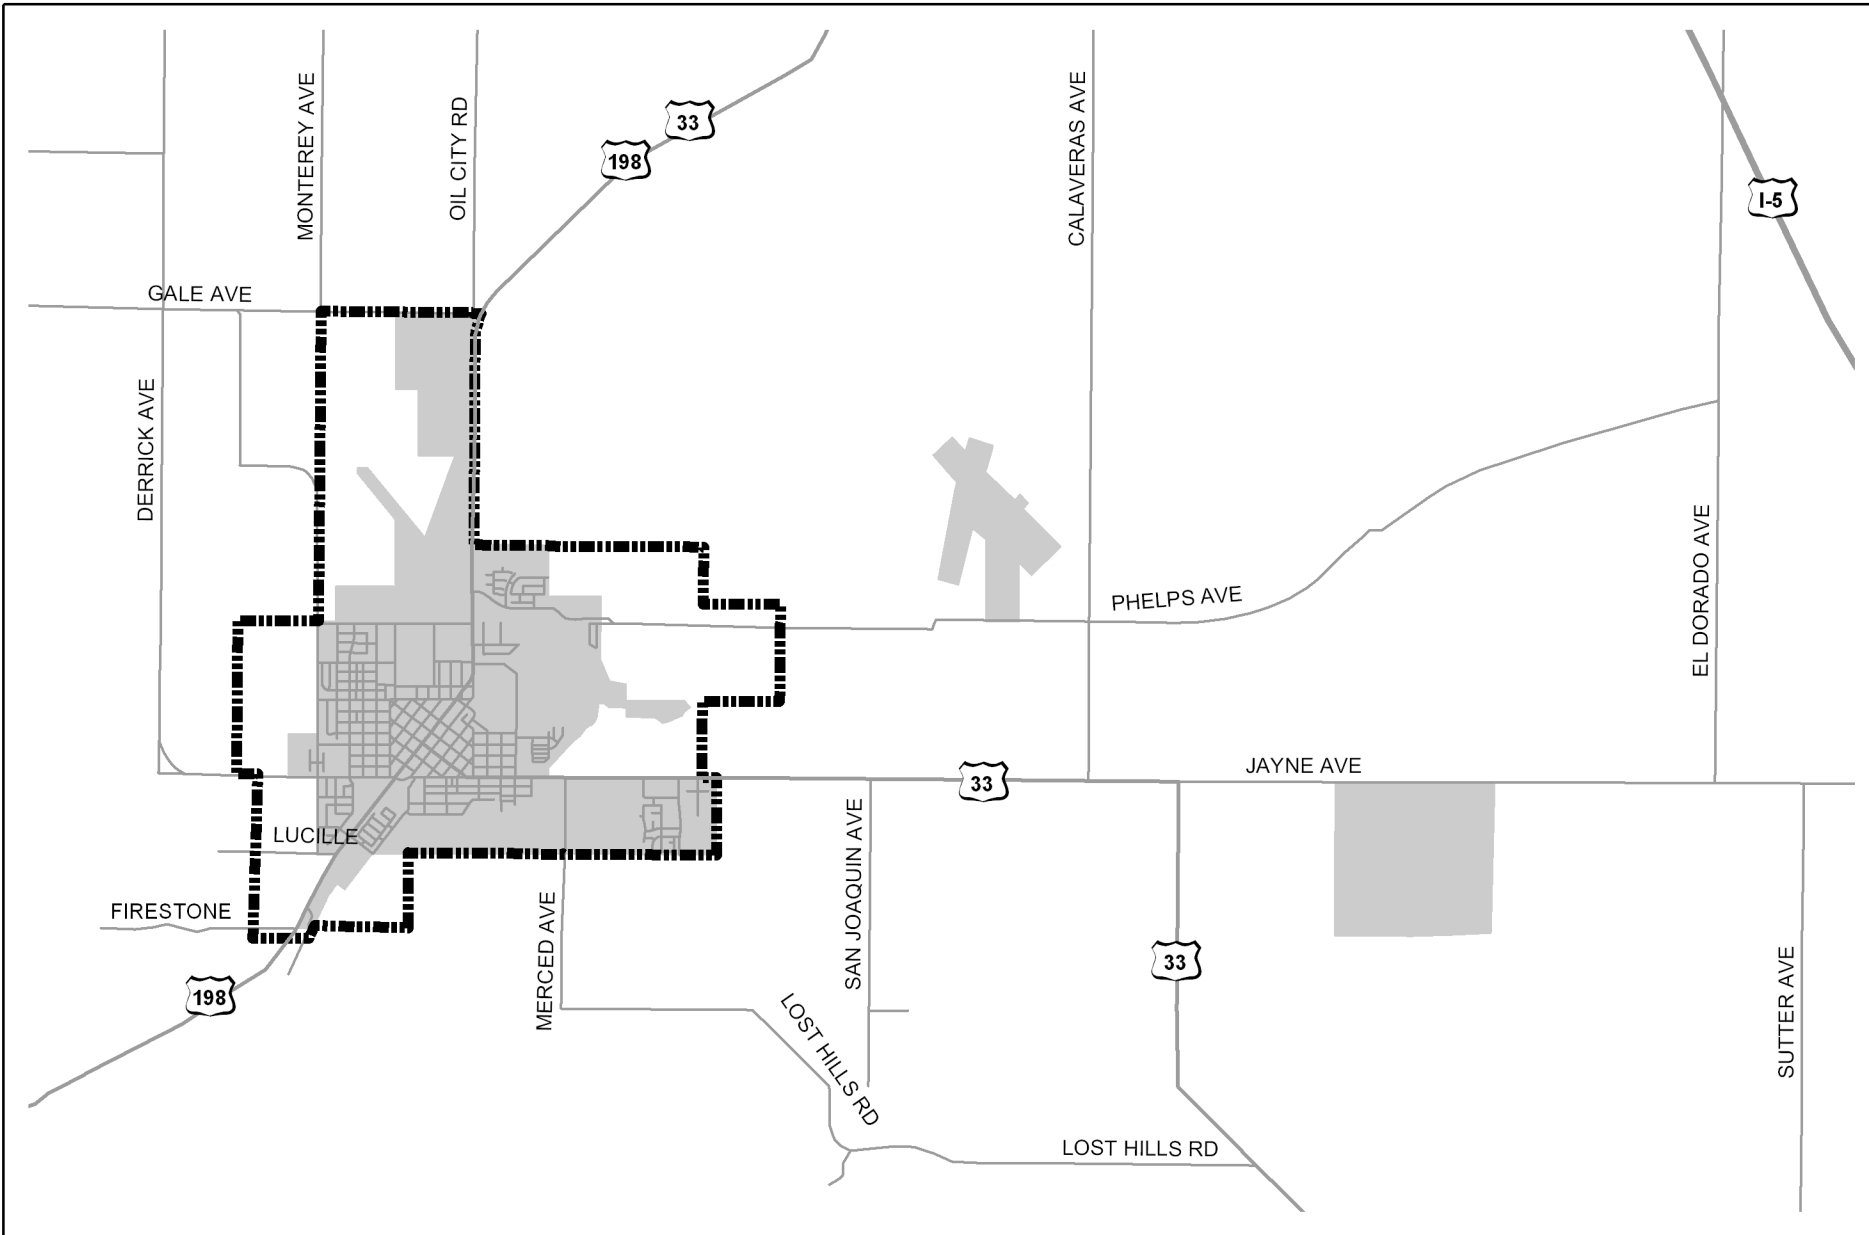 MONTEREY AVE
OIL CITY RD
33
198
CALAVERAS AVE
I-5
GALE AVE
DERRICK AVE
EL DORADO AVE
PHELPS AVE
33
JAYNE AVE
LUCILLE
SAN JOAQUIN AVE
FIRESTONE
MERCED AVE
33
198
LOST HILLS RD
SUTTER AVE
LOST HILLS RD